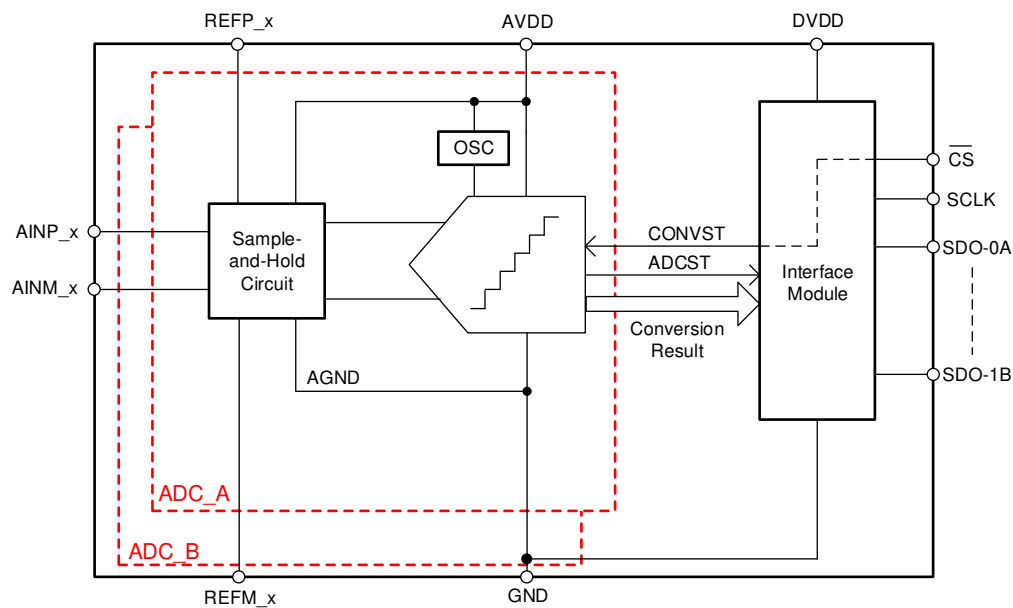 REFP_x
AVDD
DVDD
OSC
CS
SCLK
AINP_x
Sample-
and-Hold
Circuit
CONVST
SDO-0A
ADCST
Interface
Module
AINM_x
Conversion
Result
AGND
SDO-1B
ADC_A
ADC_B
REFM_x
GND